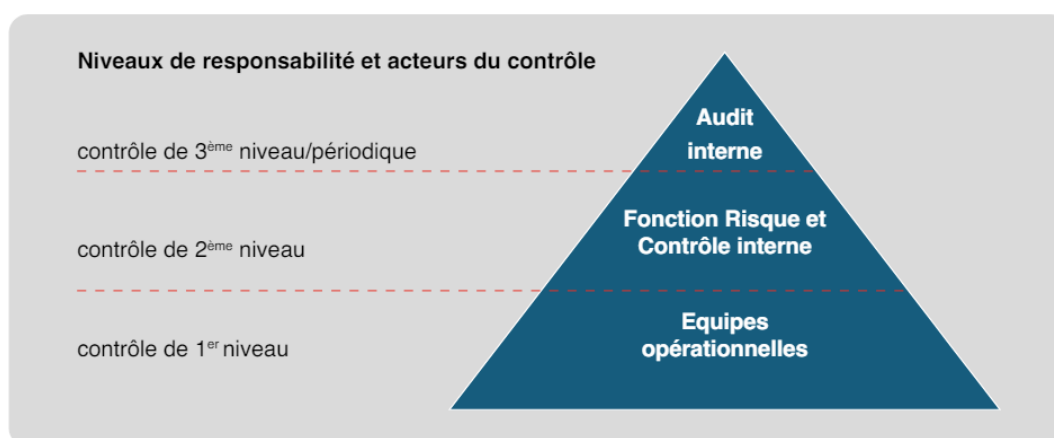 Niveaux de responsabilité et acteurs du contrôle
Audit
interne
contrôle de 3ème niveau/périodique
Fonction Risque et
Contrôle interne
contrôle de 2ème niveau
Equipes
opérationnelles
contrôle de 1er niveau